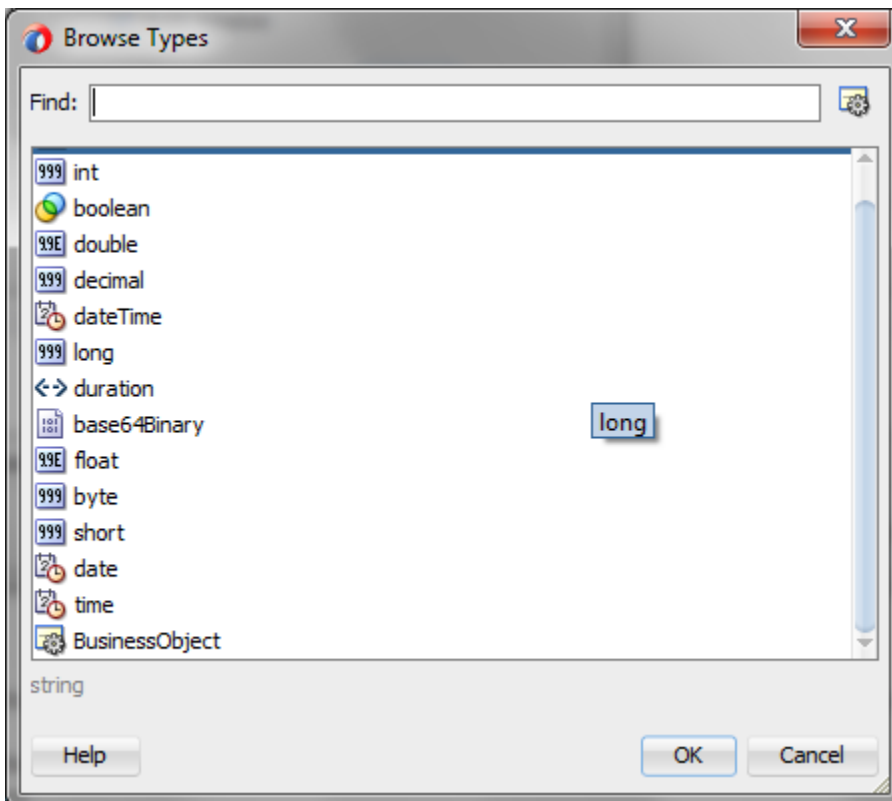 Browse Types
Find:
int
boolean
double
decimal
dateTime
long
duration
base64Binary
long
float
byte
short
date
time
BusinessObject
string
Help
OK Cancel